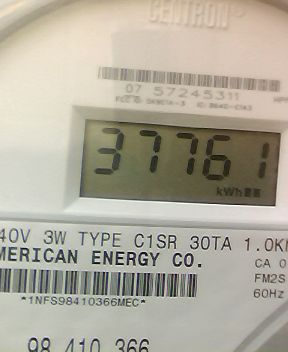 CENTRON
07 57245311
37761
kWh
40V 3W TYPE C1SR 30TA 1.0K
MERICAN ENERGY CO.
CA 0
FM2S
60Hz
*1NFS98410366MEC*
98 410 366